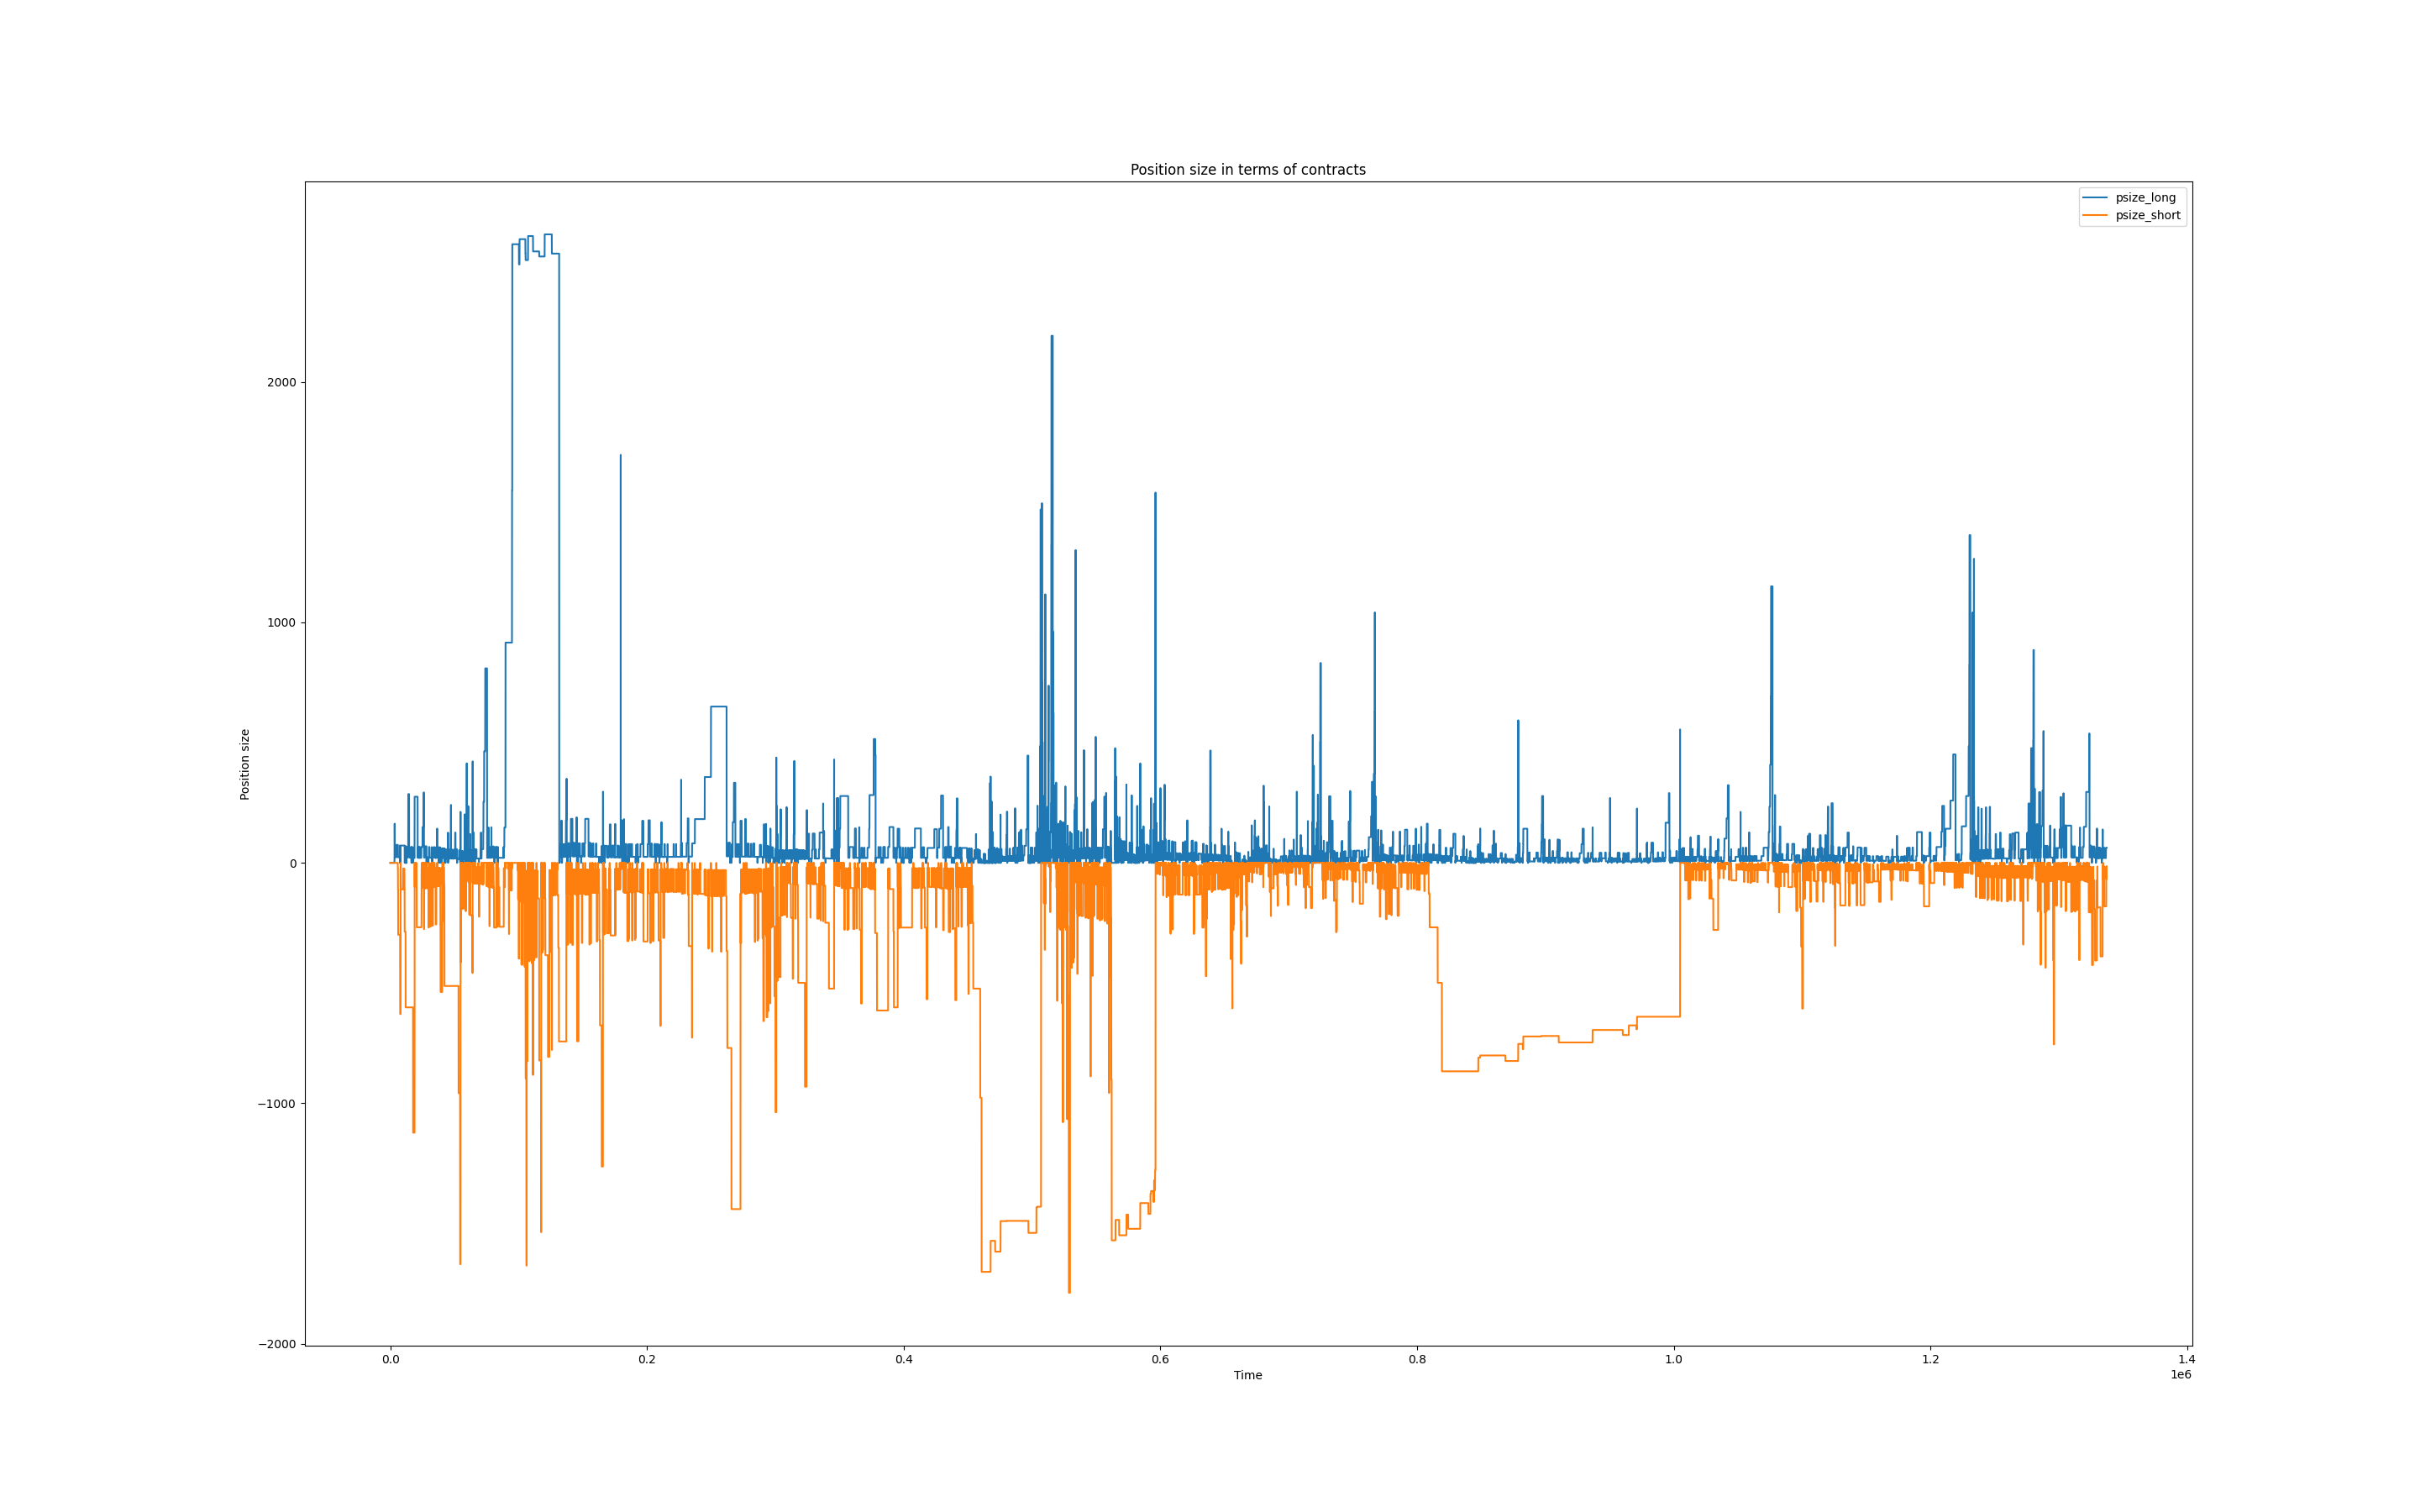 Position size in terms of contracts
psize_long
psize_short
Position size
2000
1000
0
−1000
−2000
0.0
0.2
0.4
0.6
0.8
1.0
1.2
1.4
1e6
Time